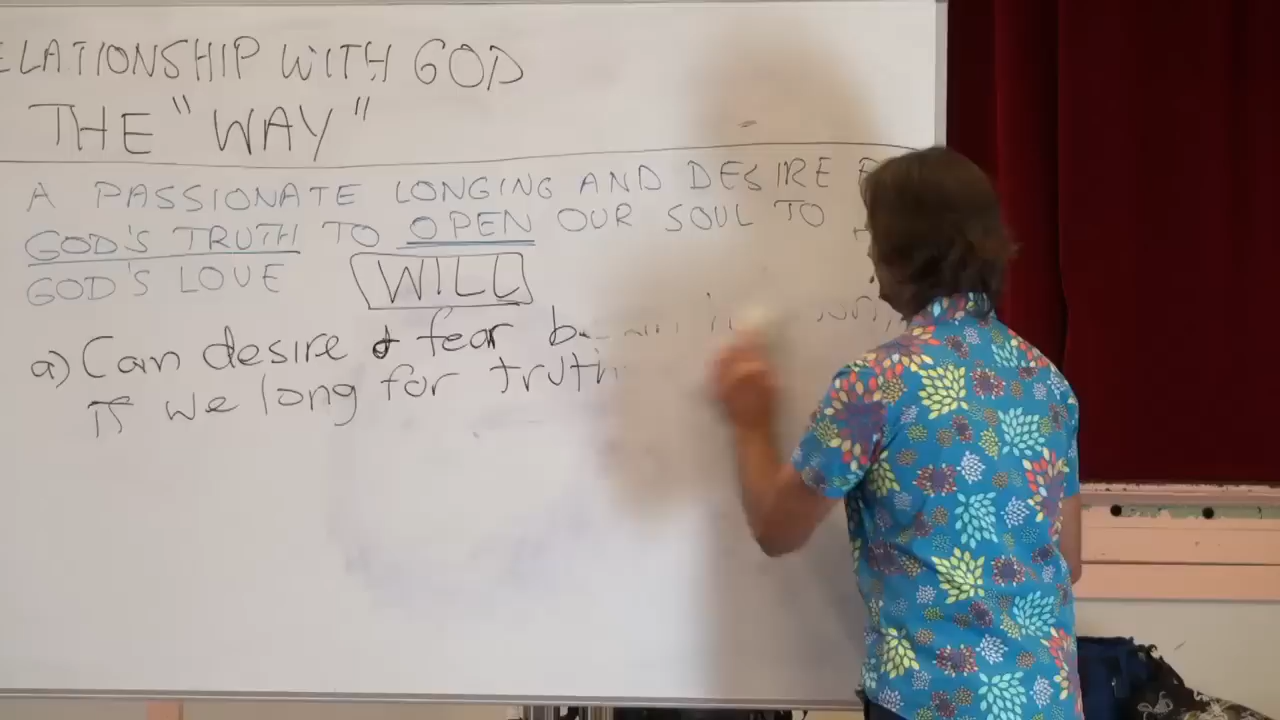 ELATIONSHIP WITH GOD
THE "WAY"
A PASSIONATE LONGING AND DESIRE
GOD'S TRUTH TO OPEN OUR SOUL TO
GOD'S LOVE WILL
a) Can desire & fear
If we long for truth